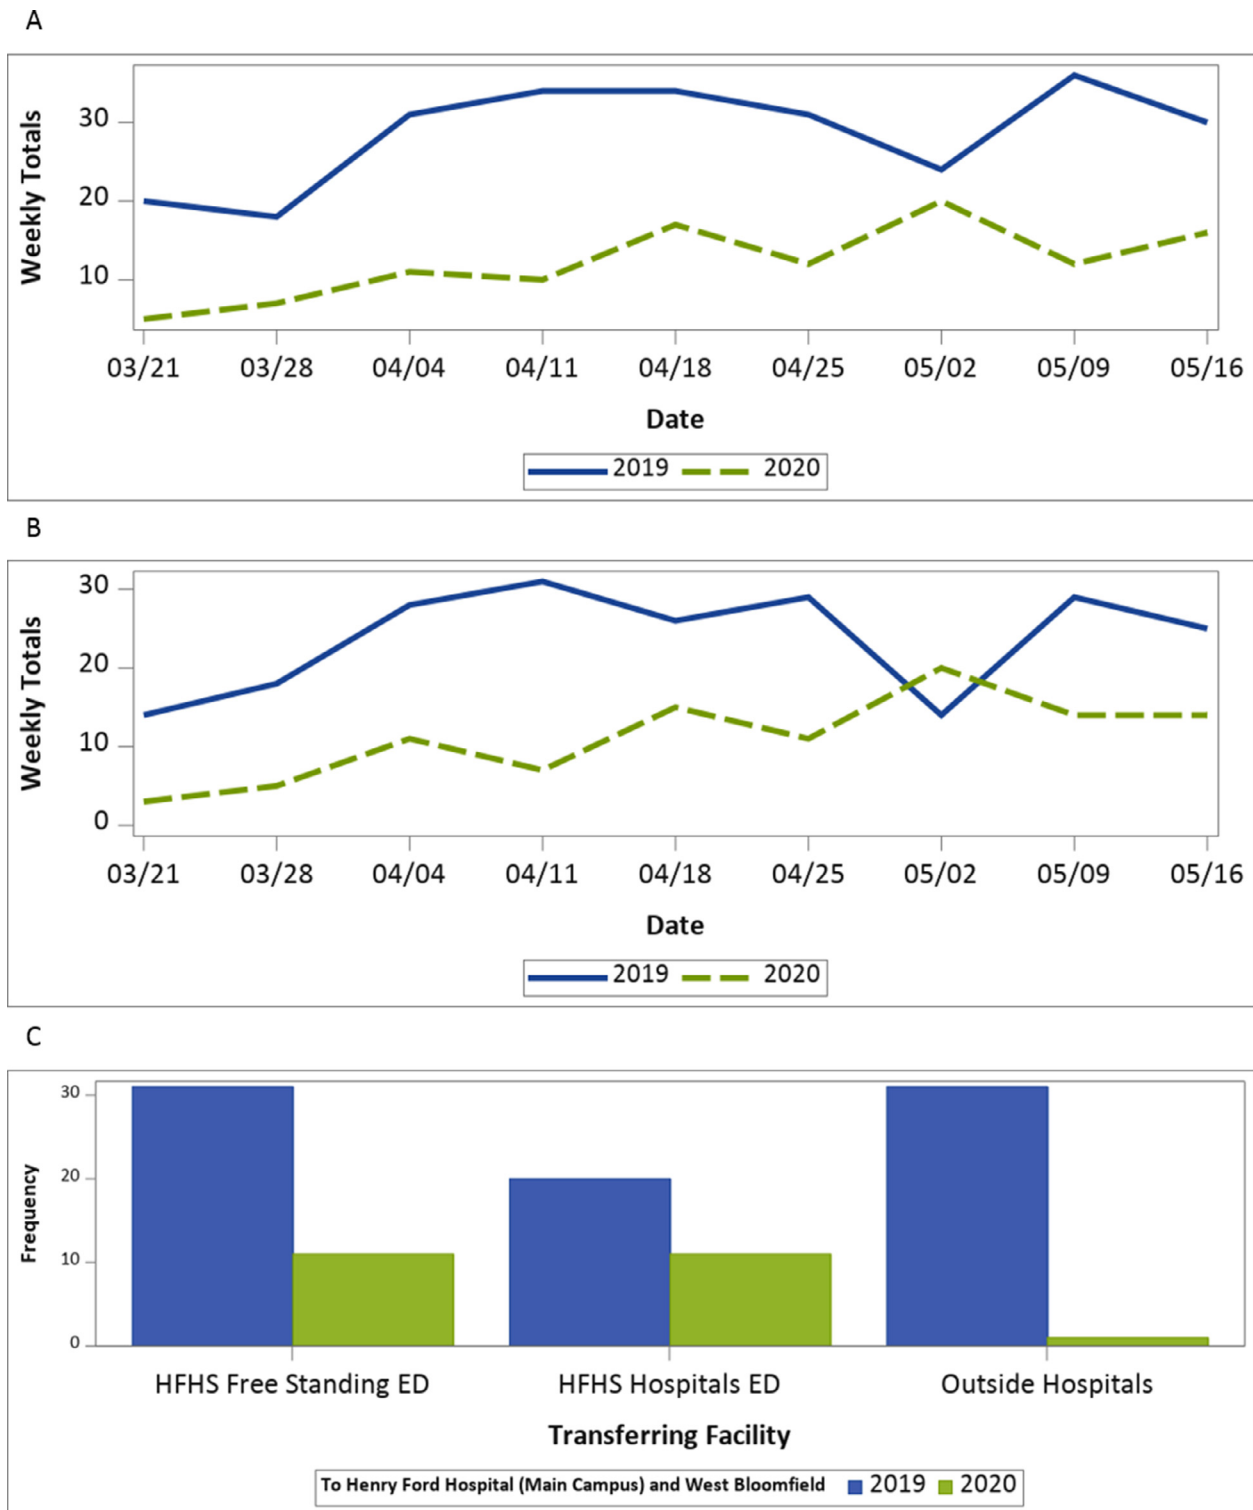 A
Weekly Totals
30
20
10
03/21 03/28 04/04 04/11 04/18 04/25 05/02 05/09 05/16
Date
2019 2020
B
Weekly Totals
30
20
10
0
03/21 03/28 04/04 04/11 04/18 04/25 05/02 05/09 05/16
Date
2019 2020
C
Frequency
30
20
10
0
HFHS Free Standing ED HFHS Hospitals ED Outside Hospitals
Transferring Facility
To Henry Ford Hospital (Main Campus) and West Bloomfield 2019 2020